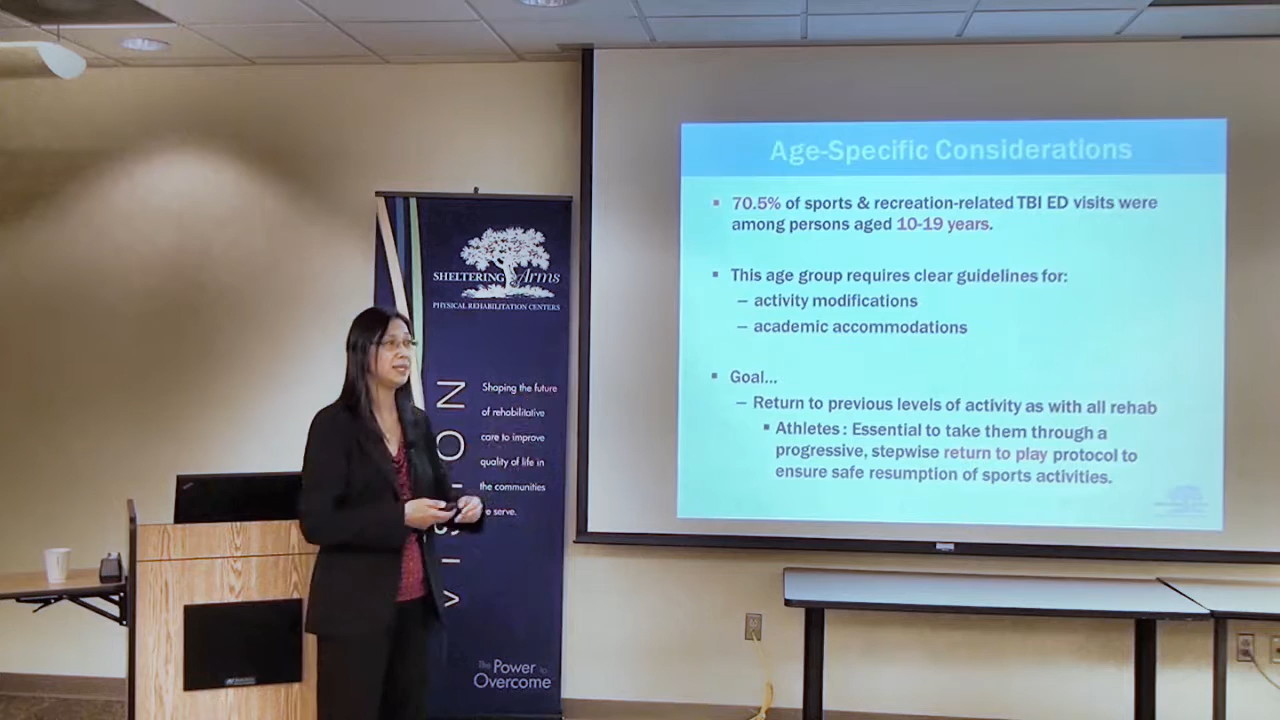 Age-Specific Considerations
▪ 70.5% of sports & recreation-related TBI ED visits were
among persons aged 10-19 years.
▪ This age group requires clear guidelines for:
– activity modifications
– academic accommodations
▪ Goal...
– Return to previous levels of activity as with all rehab
▪ Athletes : Essential to take them through a
progressive, stepwise return to play protocol to
ensure safe resumption of sports activities.
SHELTERING Arms
PHYSICAL REHABILITATION CENTERS
VISION
Shaping the future
of rehabilitative
care to improve
quality of life in
the communities
serve.
The Power to
Overcome